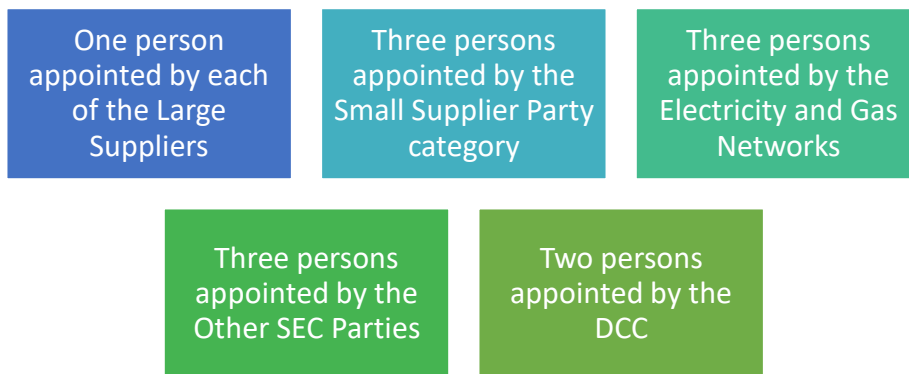 One person
appointed by each
of the Large
Suppliers
Three persons
appointed by the
Small Supplier Party
category
Three persons
appointed by the
Electricity and Gas
Networks
Three persons
appointed by the
Other SEC Parties
Two persons
appointed by the
DCC